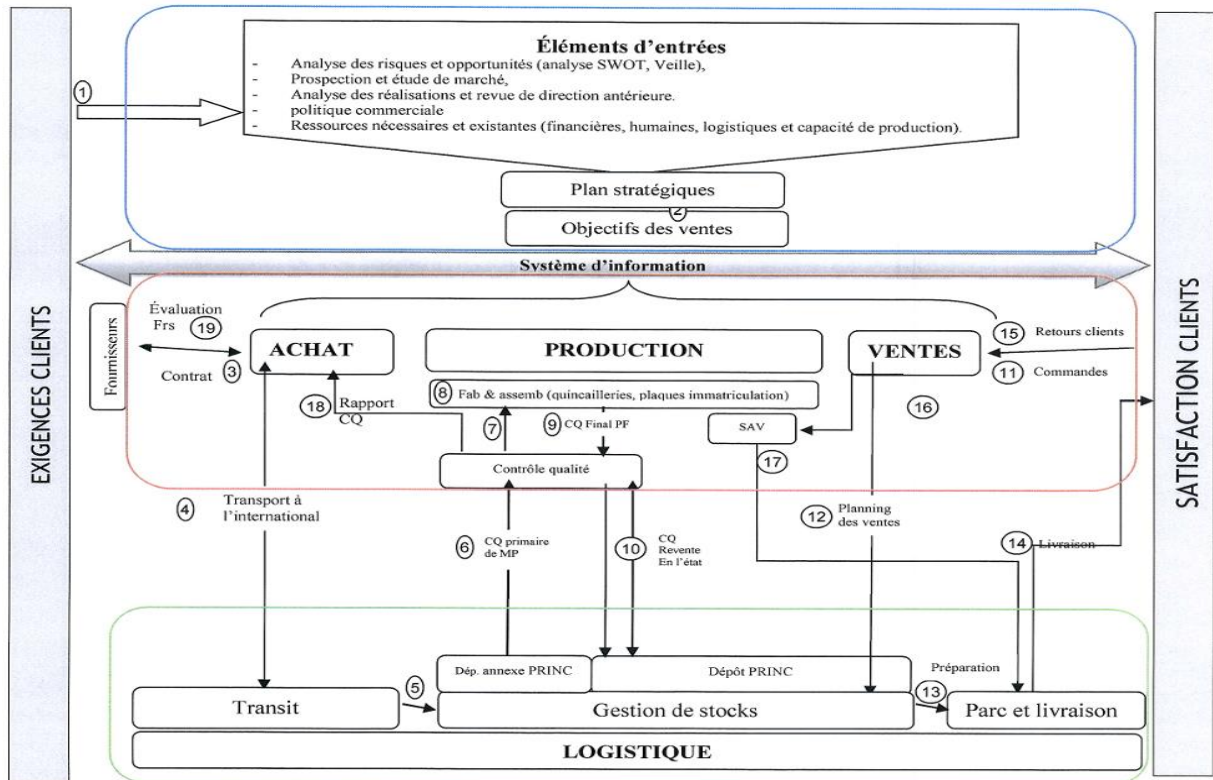 EXIGENCES CLIENTS
Éléments d'entrées
- Analyse des risques et opportunités (analyse SWOT, Veille),
- Prospection et étude de marché,
- Analyse des réalisations et revue de direction antérieure.
- politique commerciale
- Ressources nécessaires et existantes (financières, humaines, logistiques et capacité de production).
1
Plan stratégiques
2
Objectifs des ventes
Système d'information
Fournisseurs
Évaluation
Frs
19
Contrat
3
ACHAT
PRODUCTION
VENTES
15
Retours clients
11
Commandes
8
Fab & assemb (quincailleries, plaques immatriculation)
18
Rapport
CQ
7
9
CQ Final PF
SAV
16
17
Contrôle qualité
4
Transport à
l'international
6
CQ primaire
de MP
10
CQ
Revente
En l'état
12
Planning
des ventes
14
Livraison
Dép. annexe PRINC
Dépôt PRINC
Préparation
5
13
Transit
Gestion de stocks
Parc et livraison
LOGISTIQUE
SATISFACTION CLIENTS